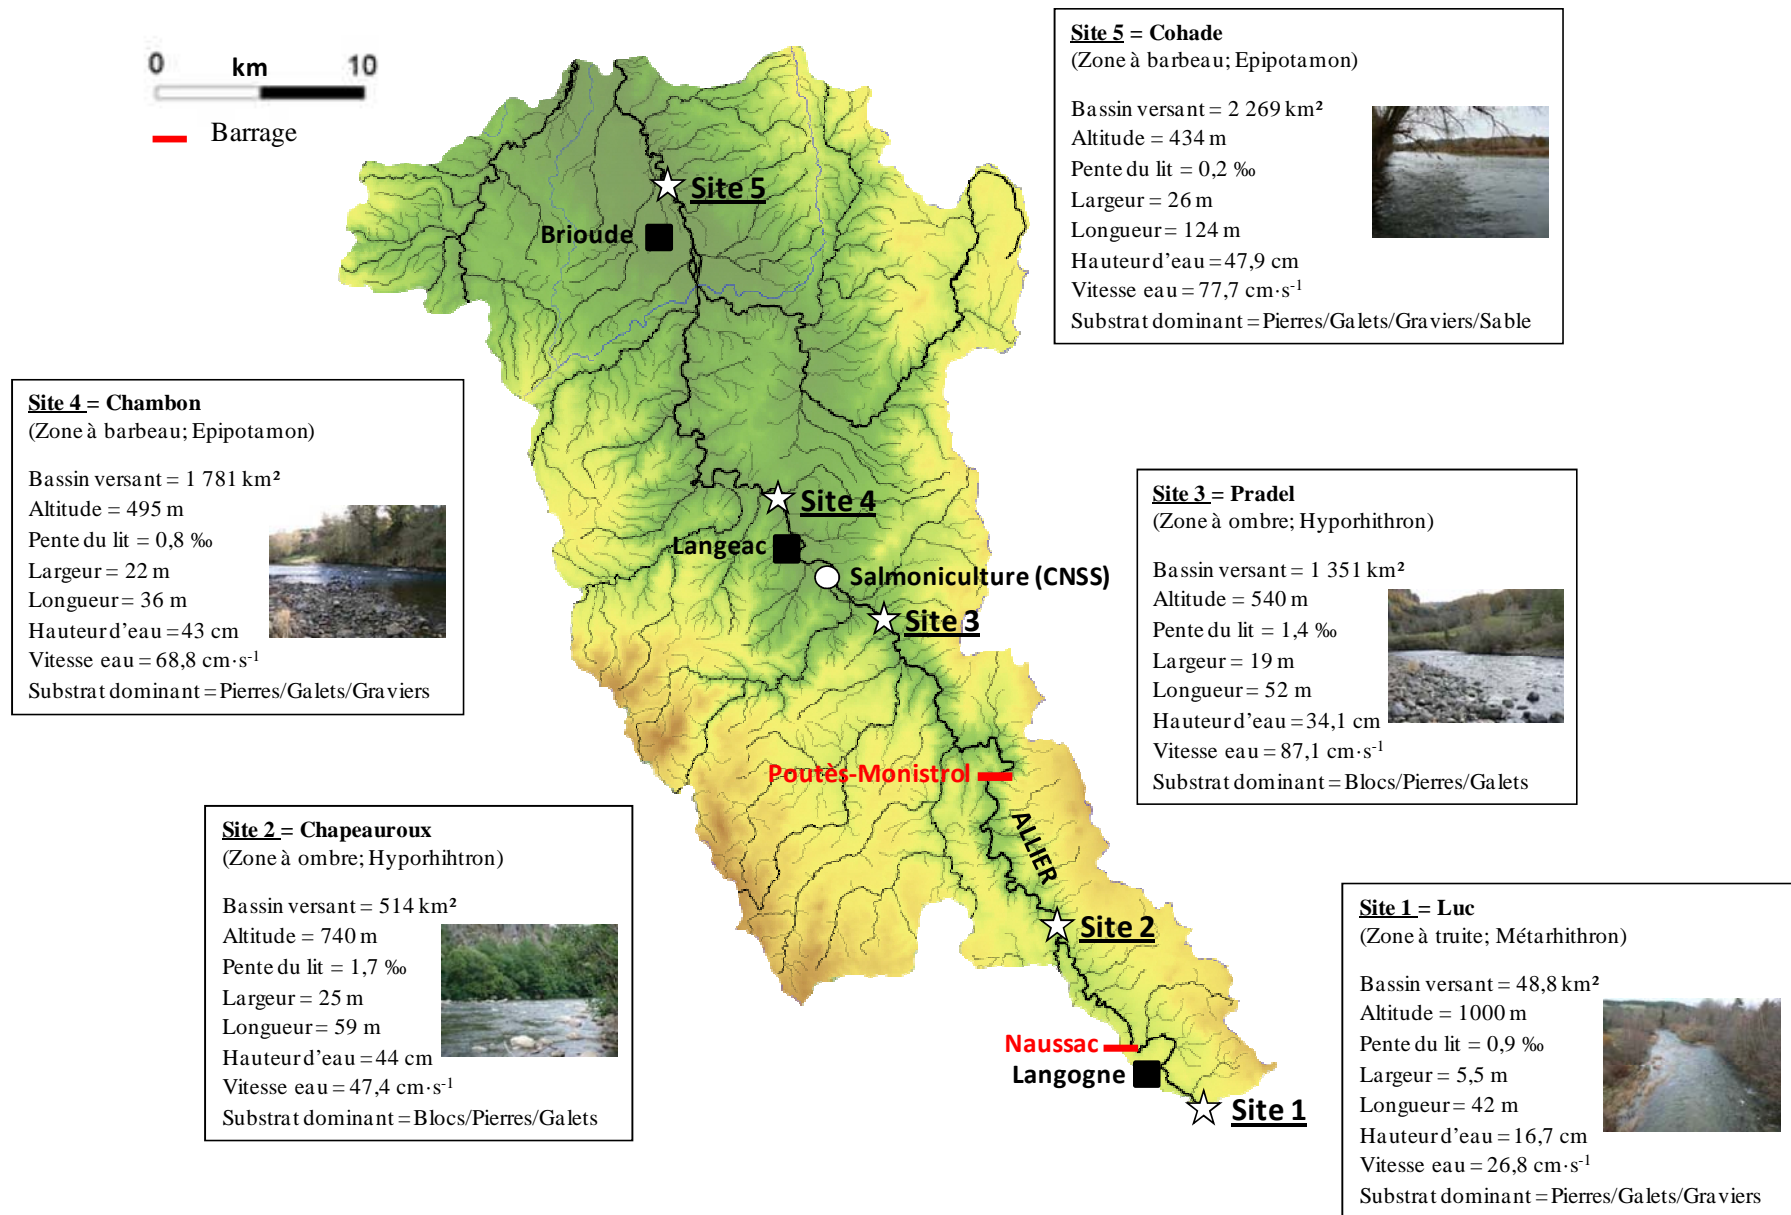 0 km 10
Barrage
Site 5 = Cohade
(Zone à barbeau; Epipotamon)
Bassin versant = 2 269 km²
Altitude = 434 m
Pente du lit = 0,2 ‰
Largeur = 26 m
Longueur = 124 m
Hauteur d'eau = 47,9 cm
Vitesse eau = 77,7 cm·s-1
Substrat dominant = Pierres/Galets/Graviers/Sable
Site 5
Brioude
Site 4 = Chambon
(Zone à barbeau; Epipotamon)
Bassin versant = 1 781 km²
Altitude = 495 m
Pente du lit = 0,8 ‰
Largeur = 22 m
Longueur = 36 m
Hauteur d'eau = 43 cm
Vitesse eau = 68,8 cm·s-1
Substrat dominant = Pierres/Galets/Graviers
Site 4
Langeac
Salmoniculture (CNSS)
Site 3
Site 3 = Pradel
(Zone à ombre; Hyporhithron)
Bassin versant = 1 351 km²
Altitude = 540 m
Pente du lit = 1,4 ‰
Largeur = 19 m
Longueur = 52 m
Hauteur d'eau = 34,1 cm
Vitesse eau = 87,1 cm·s-1
Substrat dominant = Blocs/Pierres/Galets
Poutès-Monistrol
ALLIER
Site 2 = Chapeauroux
(Zone à ombre; Hyporhihtron)
Bassin versant = 514 km²
Altitude = 740 m
Pente du lit = 1,7 ‰
Largeur = 25 m
Longueur = 59 m
Hauteur d'eau = 44 cm
Vitesse eau = 47,4 cm·s-1
Substrat dominant = Blocs/Pierres/Galets
Site 2
Naussac
Langogne
Site 1
Site 1 = Luc
(Zone à truite; Métarhithron)
Bassin versant = 48,8 km²
Altitude = 1000 m
Pente du lit = 0,9 ‰
Largeur = 5,5 m
Longueur = 42 m
Hauteur d'eau = 16,7 cm
Vitesse eau = 26,8 cm·s-1
Substrat dominant = Pierres/Galets/Graviers